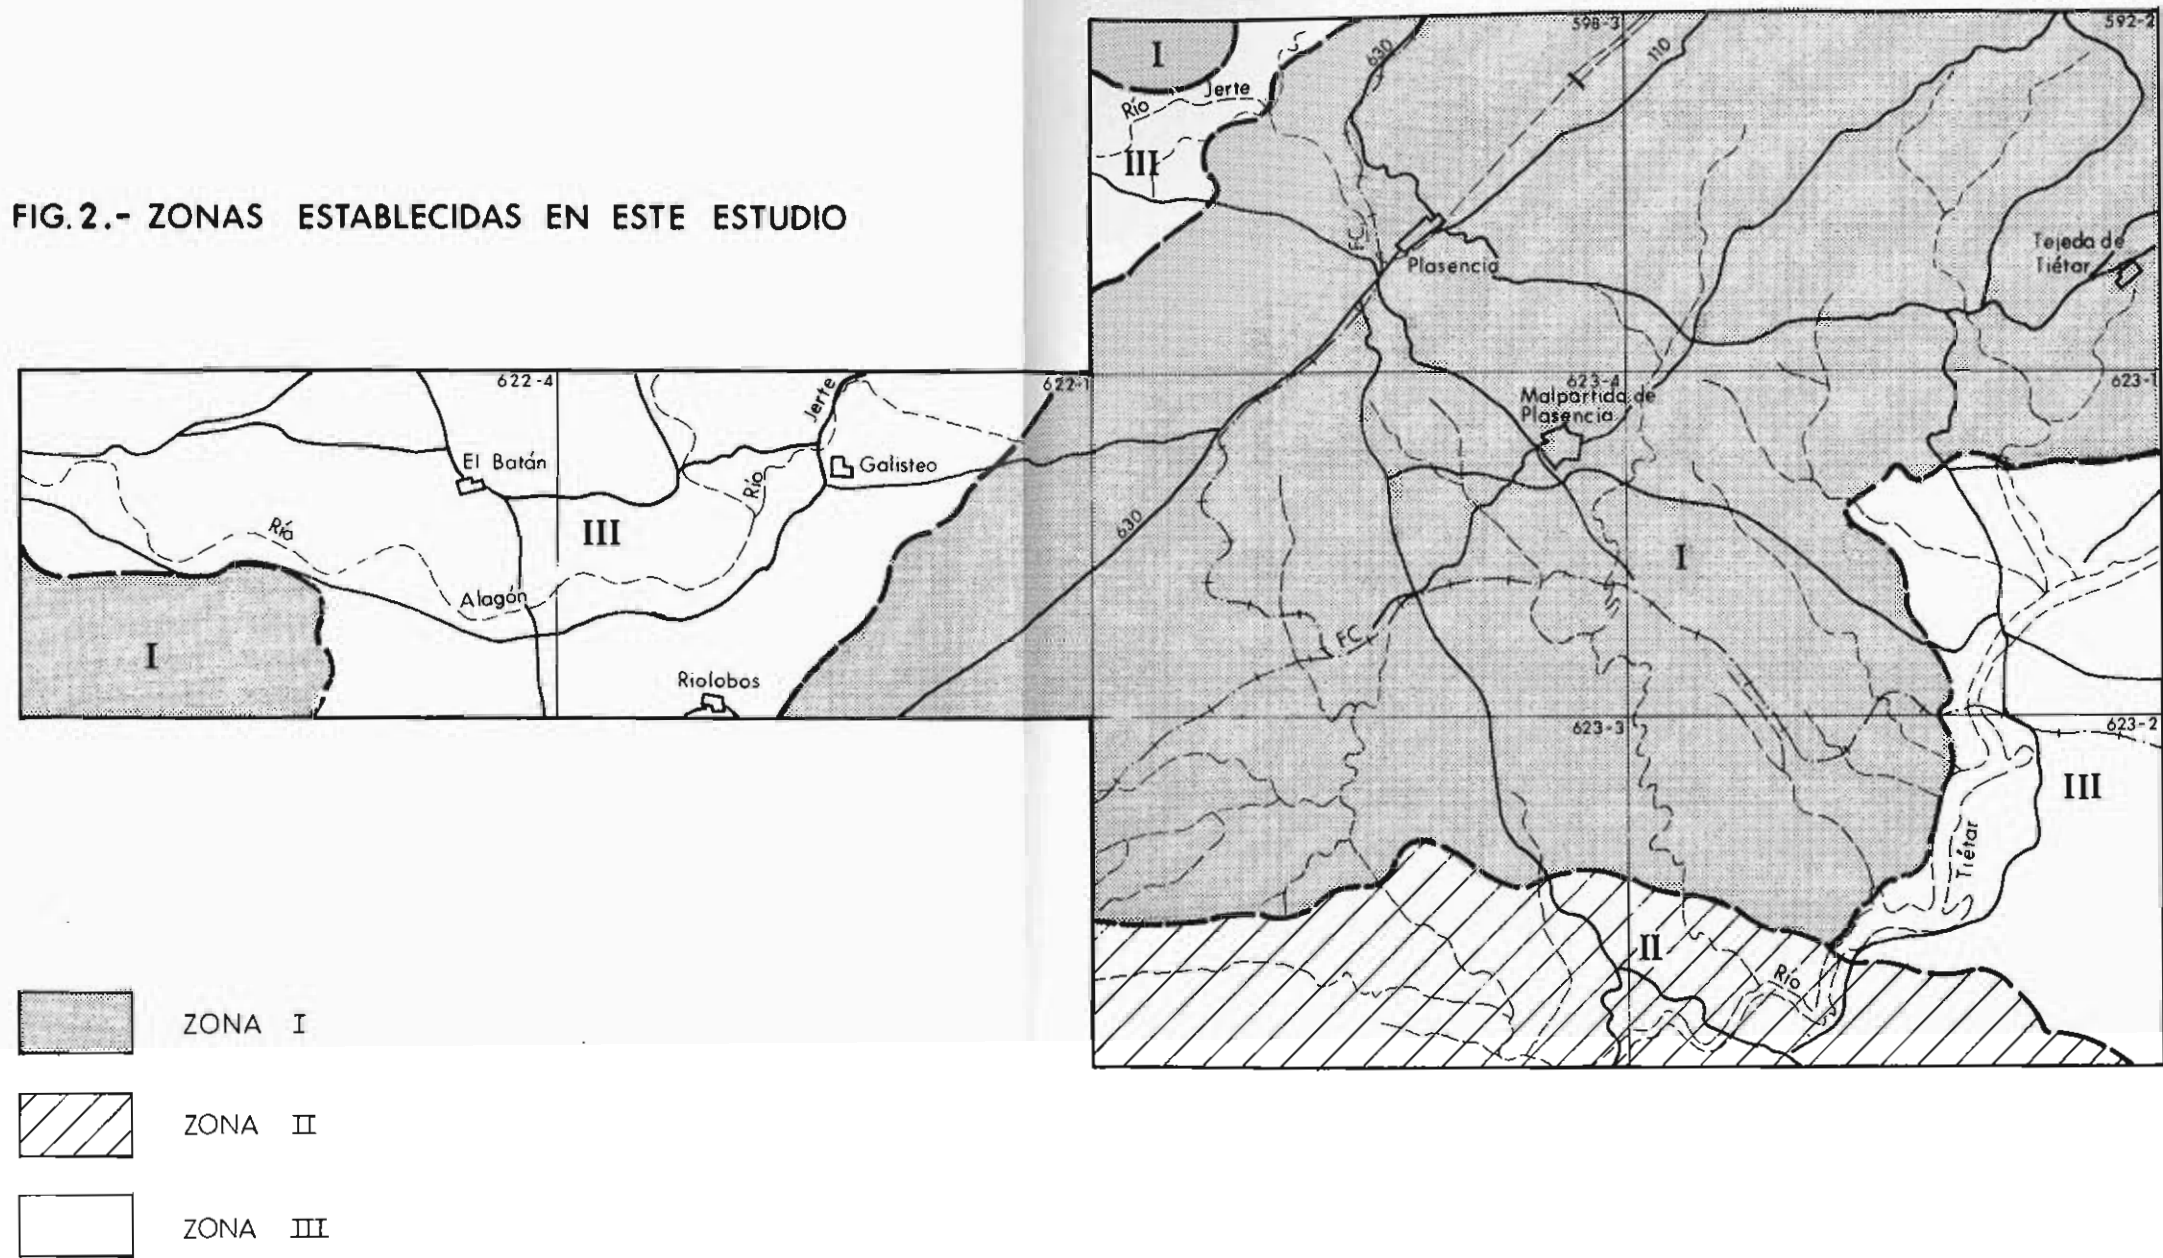 FIG. 2.- ZONAS ESTABLECIDAS EN ESTE ESTUDIO
I
598-3
592-2
630
110
Río
Jerte
III
FC
Plasencia
Tejeda de
Tiétar
622-4
622-1
623-4
623-1
Jerte
Malpartida de
Plasencia
El Batán
Galisteo
Río
630
Ría
III
I
Alagón
FC
I
Riolobos
623-3
623-2
III
Tiétar
II
Río
ZONA I
ZONA II
ZONA III